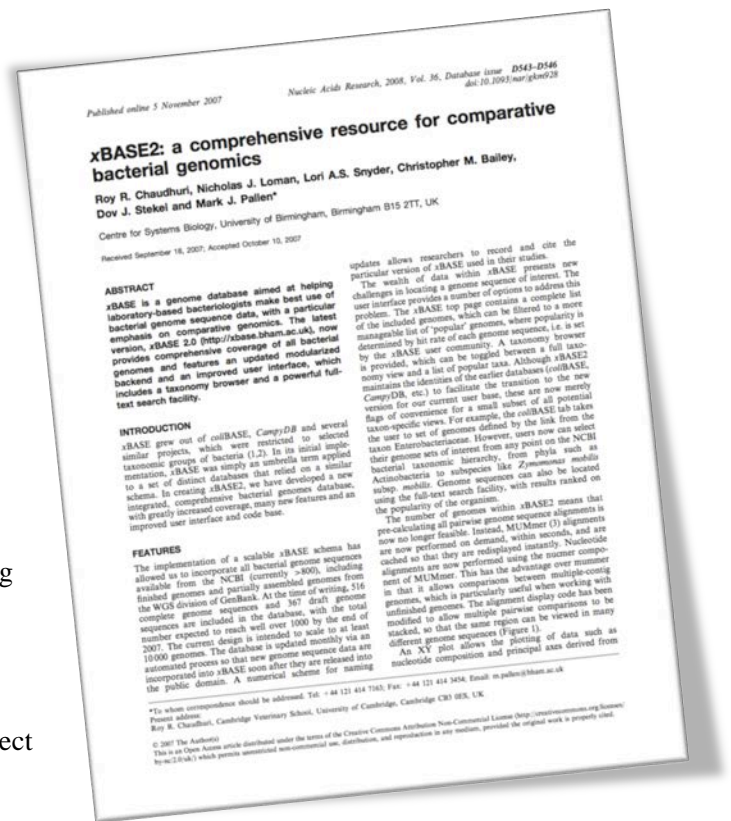 Published online 5 November 2007
Nucleic Acids Research, 2008, Vol. 36, Database issue D543–D546
doi:10.1093/nar/gkm928
xBASE2: a comprehensive resource for comparative
bacterial genomics
Roy R. Chaudhuri, Nicholas J. Loman, Lori A.S. Snyder, Christopher M. Bailey,
Dov J. Stekel and Mark J. Pallen*
Centre for Systems Biology, University of Birmingham, Birmingham B15 2TT, UK
Received September 18, 2007; Accepted October 10, 2007
ABSTRACT
xBASE is a genome database aimed at helping
laboratory-based bacteriologists make best use of
bacterial genome sequence data, with a particular
emphasis on comparative genomics. The latest
version, xBASE 2.0 (http://xbase.bham.ac.uk), now
provides comprehensive coverage of all bacterial
genomes and features an updated modularized
backend and an improved user interface, which
includes a taxonomy browser and a powerful full-
text search facility.
INTRODUCTION
xBASE grew out of coliBASE, CampyDB and several
similar projects, which were restricted to selected
taxonomic groups of bacteria (1,2). In its initial imple-
mentation, xBASE was simply an umbrella term applied
to a set of distinct databases that relied on a similar
schema. In creating xBASE2, we have developed a new
integrated, comprehensive bacterial genomes database,
with greatly increased coverage, many new features and an
improved user interface and code base.
FEATURES
The implementation of a scalable xBASE schema has
allowed us to incorporate all bacterial genome sequences
available from the NCBI (currently >800), including
finished genomes and partially assembled genomes from
the WGS division of GenBank. At the time of writing, 516
complete genome sequences and 367 draft genome
sequences are included in the database, with the total
number expected to reach well over 1000 by the end of
2007. The current design is intended to scale to at least
10 000 genomes. The database is updated monthly via an
automated process so that new genome sequence data are
incorporated into xBASE soon after they are released into
the public domain. A numerical scheme for naming
updates allows researchers to record and cite the
particular version of xBASE used in their studies.
The wealth of data within xBASE presents new
challenges in locating a genome sequence of interest. The
user interface provides a number of options to address this
problem. The xBASE top page contains a complete list
of the included genomes, which can be filtered to a more
manageable list of 'popular' genomes, where popularity is
determined by hit rate of each genome sequence, i.e. is set
by the xBASE user community. A taxonomy browser
is provided, which can be toggled between a full taxo-
nomy view and a list of popular taxa. Although xBASE2
maintains the identities of the earlier databases (coliBASE,
CampyDB, etc.) to facilitate the transition to the new
version for our current user base, these are now merely
flags of convenience for a small subset of all potential
taxon-specific views. For example, the coliBASE tab takes
the user to set of genomes defined by the link from the
taxon Enterobacteriaceae. However, users now can select
their genome sets of interest from any point on the NCBI
bacterial taxonomic hierarchy, from phyla such as
Actinobacteria to subspecies like Zymomonas mobilis
subsp. mobilis. Genome sequences can also be located
using the full-text search facility, with results ranked on
the popularity of the organism.
The number of genomes within xBASE2 means that
pre-calculating all pairwise genome sequence alignments is
now no longer feasible. Instead, MUMmer (3) alignments
are now performed on demand, within seconds, and are
cached so that they are redisplayed instantly. Nucleotide
alignments are now performed using the nucmer compo-
nent of MUMmer. This has the advantage over mummer
in that it allows comparisons between multiple-contig
genomes, which is particularly useful when working with
unfinished genomes. The alignment display code has been
modified to allow multiple pairwise comparisons to be
stacked, so that the same region can be viewed in many
different genome sequences (Figure 1).
An XY plot allows the plotting of data such as
nucleotide composition and principal axes derived from
*To whom correspondence should be addressed. Tel: +44 121 414 7163; Fax: +44 121 414 3454; Email: m.pallen@bham.ac.uk
Present address:
Roy R. Chaudhuri, Cambridge Veterinary School, University of Cambridge, Cambridge CB3 0ES, UK
© 2007 The Author(s)
This is an Open Access article distributed under the terms of the Creative Commons Attribution Non-Commercial License (http://creativecommons.org/licenses/
by-nc/2.0/uk/) which permits unrestricted non-commercial use, distribution, and reproduction in any medium, provided the original work is properly cited.
g
ect